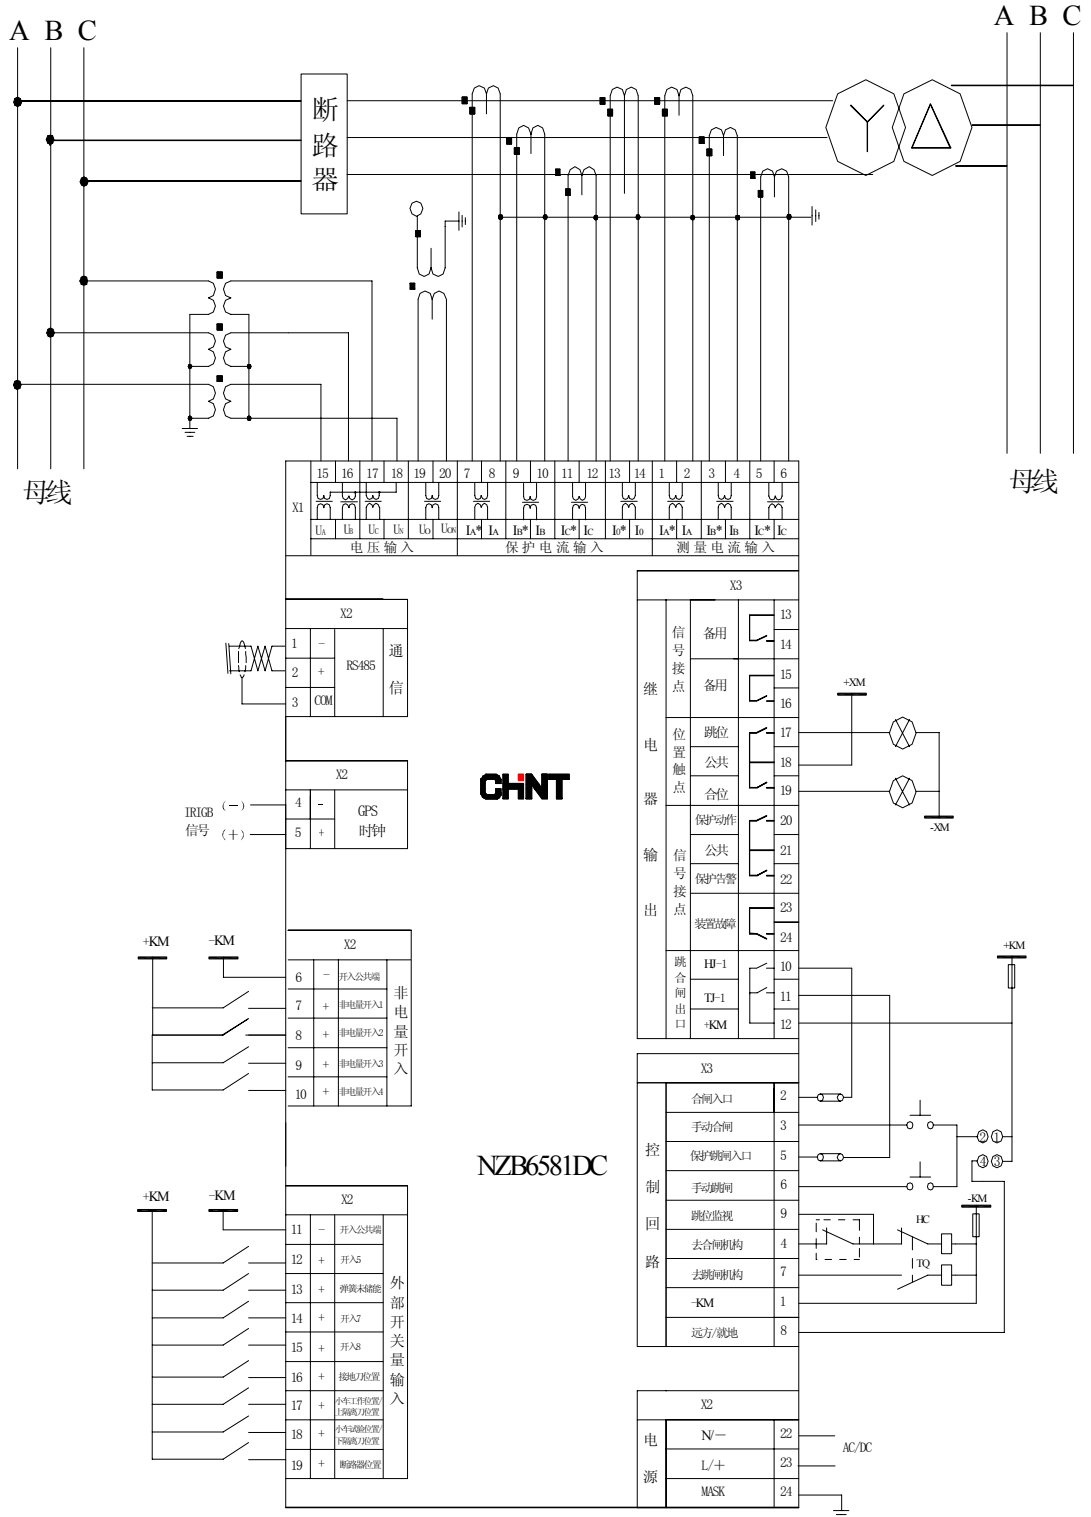 A B C
A B C
断路器
母线
母线
X1
15 16 17 18 19 20 7 8 9 10 11 12 13 14 1 2 3 4 5 6
UA UB UC UN UO UON IA* IA IB* IB IC* IC I0* I0 IA* IA IB* IB IC* IC
电压输入 保护电流输入 测量电流输入
X2
1 − RS485 通信
2 +
3 COM
X2
IRIGB (−) 4 - GPS
信号 (+) 5 + 时钟
CHiNT
NZB6581DC
+KM -KM
X2
6 − 开入公共端
7 + 非电量开入1
8 + 非电量开入2
9 + 非电量开入3
10 + 非电量开入4
非电量开入
+KM -KM
X2
11 − 开入公共端
12 + 开入5
13 + 弹簧未储能
14 + 开入7
15 + 开入8
16 + 接地刀位置
17 + 小车工作位置/
上隔离刀位置
18 + 小车试验位置/
下隔离刀位置
19 + 断路器位置
外部开关量输入
X3
继电器输出
信号接点
备用 13
14
备用 15
16
位置触点
跳位 17
公共 18
合位 19
+XM
-XM
信号接点
保护动作 20
公共 21
保护告警 22
装置故障 23
24
跳合闸出口
HJ-1 10
TJ-1 11
+KM 12
+KM
X3
控制回路
合闸入口 2
手动合闸 3
保护跳闸入口 5
手动跳闸 6
跳位监视 9
去合闸机构 4
去跳闸机构 7
-KM 1
远方/就地 8
② ①
④ ③
-KM
HC
TQ
X2
电源
N/− 22
L/+ 23
MASK 24
AC/DC